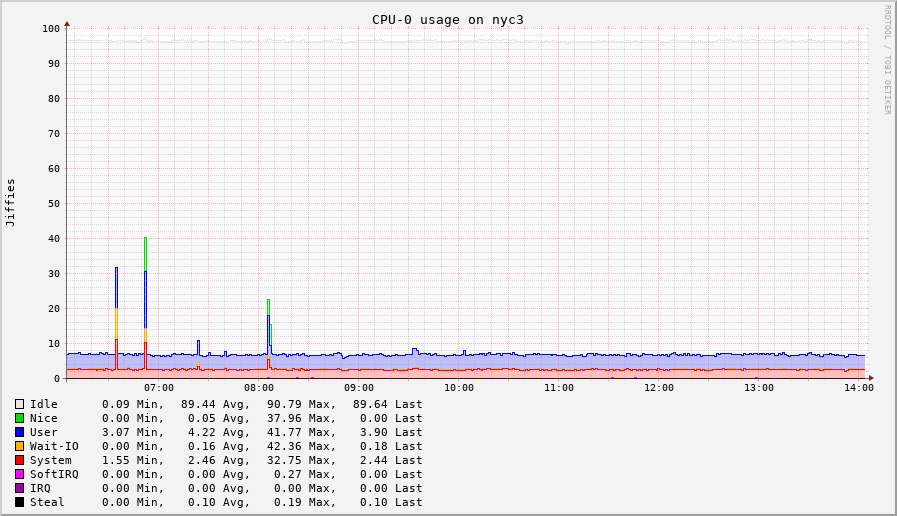 CPU-0 usage on nyc3
RRDTOOL / TOBI OETIKER
Jiffies
100
90
80
70
60
50
40
30
20
10
0
07:00 08:00 09:00 10:00 11:00 12:00 13:00 14:00
Idle 0.09 Min, 89.44 Avg, 90.79 Max, 89.64 Last
Nice 0.00 Min, 0.05 Avg, 37.96 Max, 0.00 Last
User 3.07 Min, 4.22 Avg, 41.77 Max, 3.90 Last
Wait-IO 0.00 Min, 0.16 Avg, 42.36 Max, 0.18 Last
System 1.55 Min, 2.46 Avg, 32.75 Max, 2.44 Last
SoftIRQ 0.00 Min, 0.00 Avg, 0.27 Max, 0.00 Last
IRQ 0.00 Min, 0.00 Avg, 0.00 Max, 0.00 Last
Steal 0.00 Min, 0.10 Avg, 0.19 Max, 0.10 Last